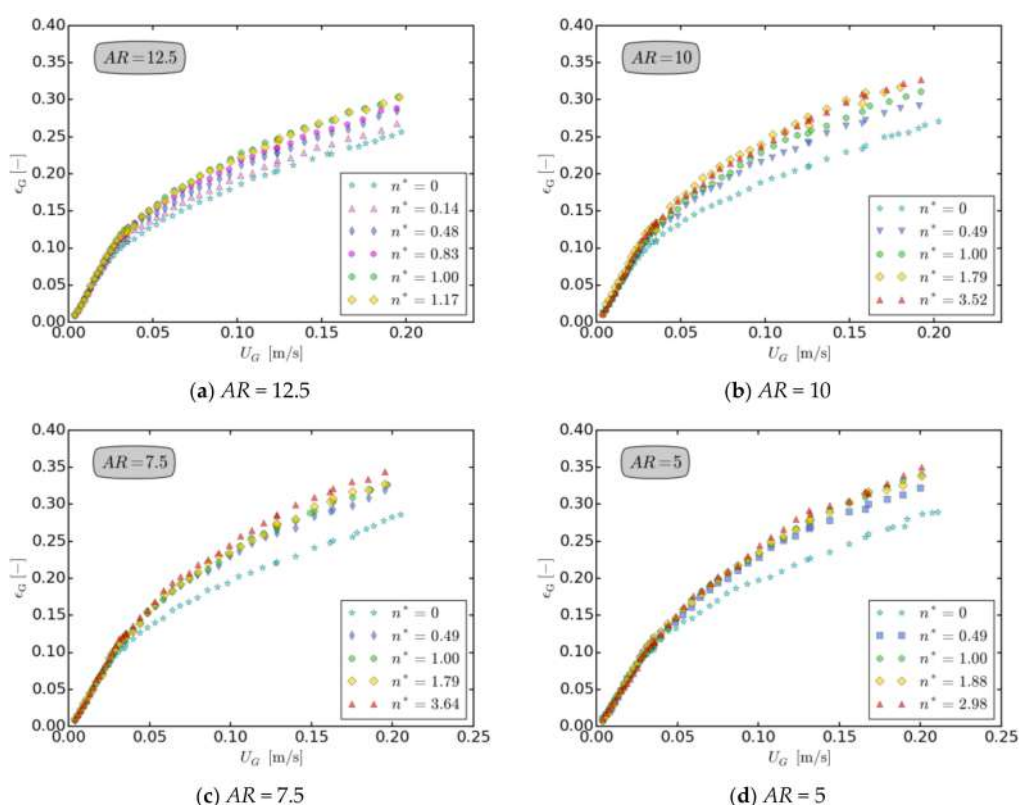 0.40
0.35
0.30
0.25
0.20
0.15
0.10
0.05
0.00
ϵG [−]
AR = 12.5
n* = 0
n* = 0.14
n* = 0.48
n* = 0.83
n* = 1.00
n* = 1.17
0.00 0.05 0.10 0.15 0.20
UG [m/s]
(a) AR = 12.5
0.40
0.35
0.30
0.25
0.20
0.15
0.10
0.05
0.00
ϵG [−]
AR = 10
n* = 0
n* = 0.49
n* = 1.00
n* = 1.79
n* = 3.52
0.00 0.05 0.10 0.15 0.20
UG [m/s]
(b) AR = 10
0.40
0.35
0.30
0.25
0.20
0.15
0.10
0.05
0.00
ϵG [−]
AR = 7.5
n* = 0
n* = 0.49
n* = 1.00
n* = 1.79
n* = 3.64
0.00 0.05 0.10 0.15 0.20
UG [m/s]
(c) AR = 7.5
0.40
0.35
0.30
0.25
0.20
0.15
0.10
0.05
0.00
ϵG [−]
AR = 5
n* = 0
n* = 0.49
n* = 1.00
n* = 1.88
n* = 2.98
0.00 0.05 0.10 0.15 0.20 0.25
UG [m/s]
(d) AR = 5